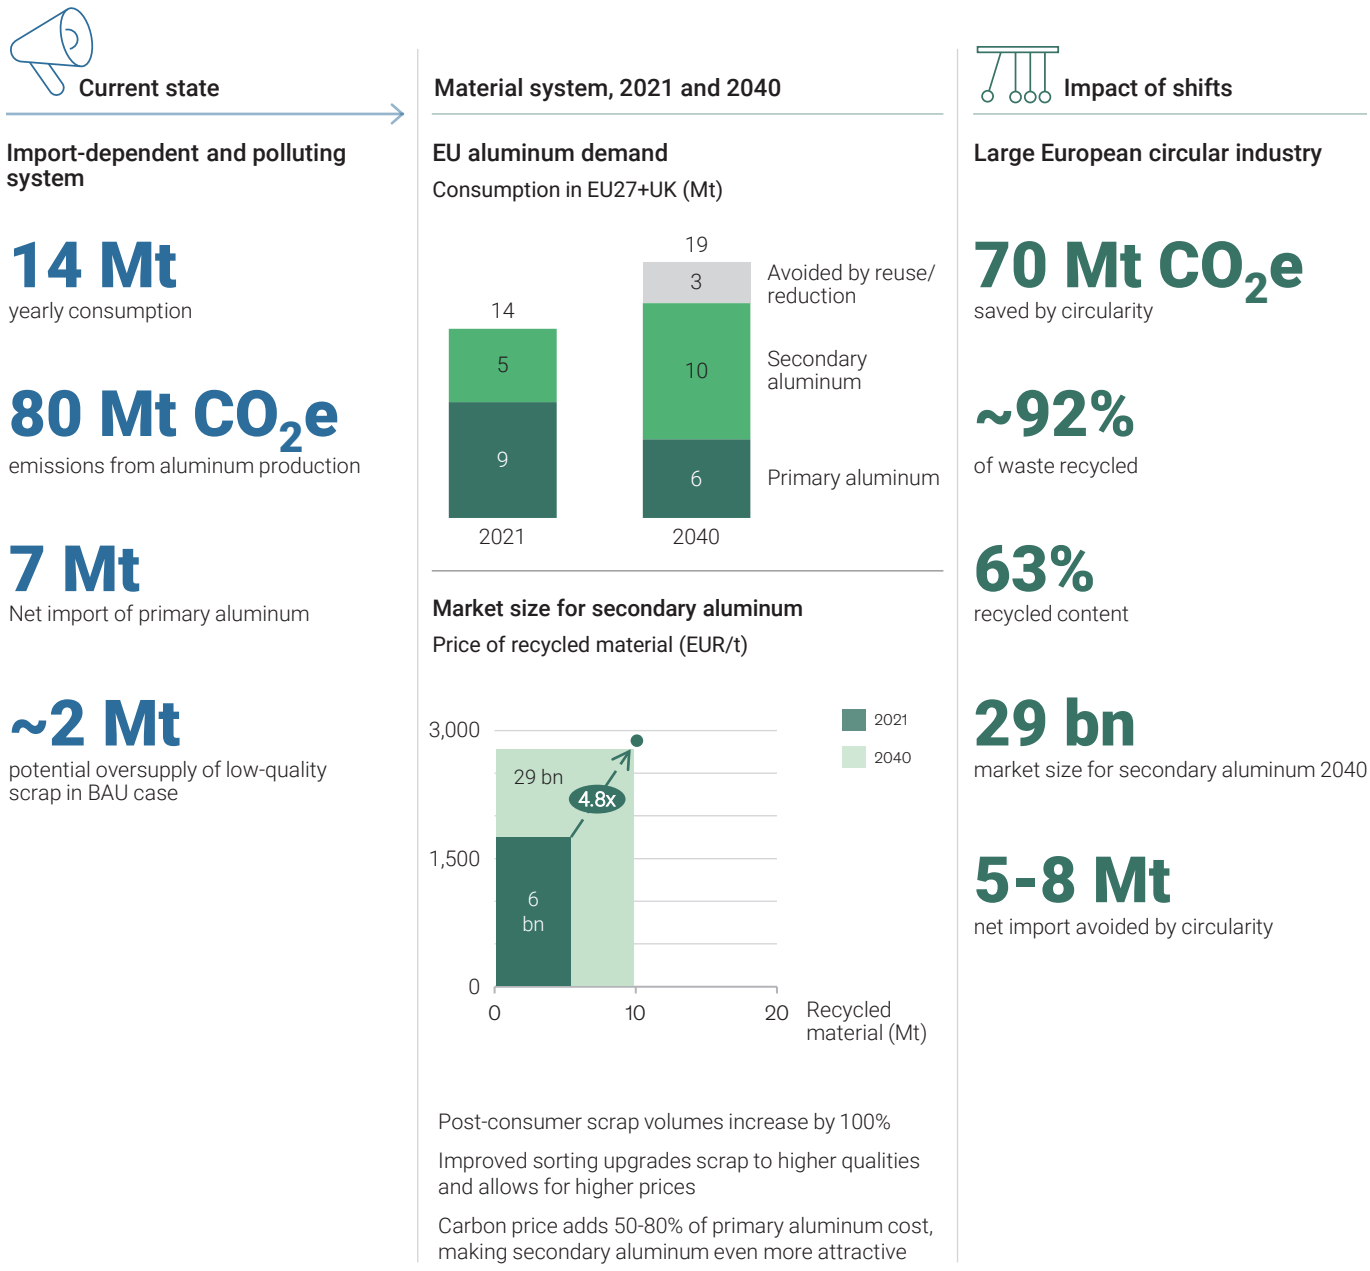 Current state
Import-dependent and polluting
system
14 Mt
yearly consumption
80 Mt CO₂e
emissions from aluminum production
7 Mt
Net import of primary aluminum
~2 Mt
potential oversupply of low-quality
scrap in BAU case
Material system, 2021 and 2040
EU aluminum demand
Consumption in EU27+UK (Mt)
14
5
9
2021
19
3
10
6
2040
Avoided by reuse/
reduction
Secondary
aluminum
Primary aluminum
Market size for secondary aluminum
Price of recycled material (EUR/t)
3,000
1,500
0
29 bn
4.8x
6
bn
2021
2040
0
10
20
Recycled
material (Mt)
Post-consumer scrap volumes increase by 100%
Improved sorting upgrades scrap to higher qualities
and allows for higher prices
Carbon price adds 50-80% of primary aluminum cost,
making secondary aluminum even more attractive
Impact of shifts
Large European circular industry
70 Mt CO₂e
saved by circularity
~92%
of waste recycled
63%
recycled content
29 bn
market size for secondary aluminum 2040
5-8 Mt
net import avoided by circularity